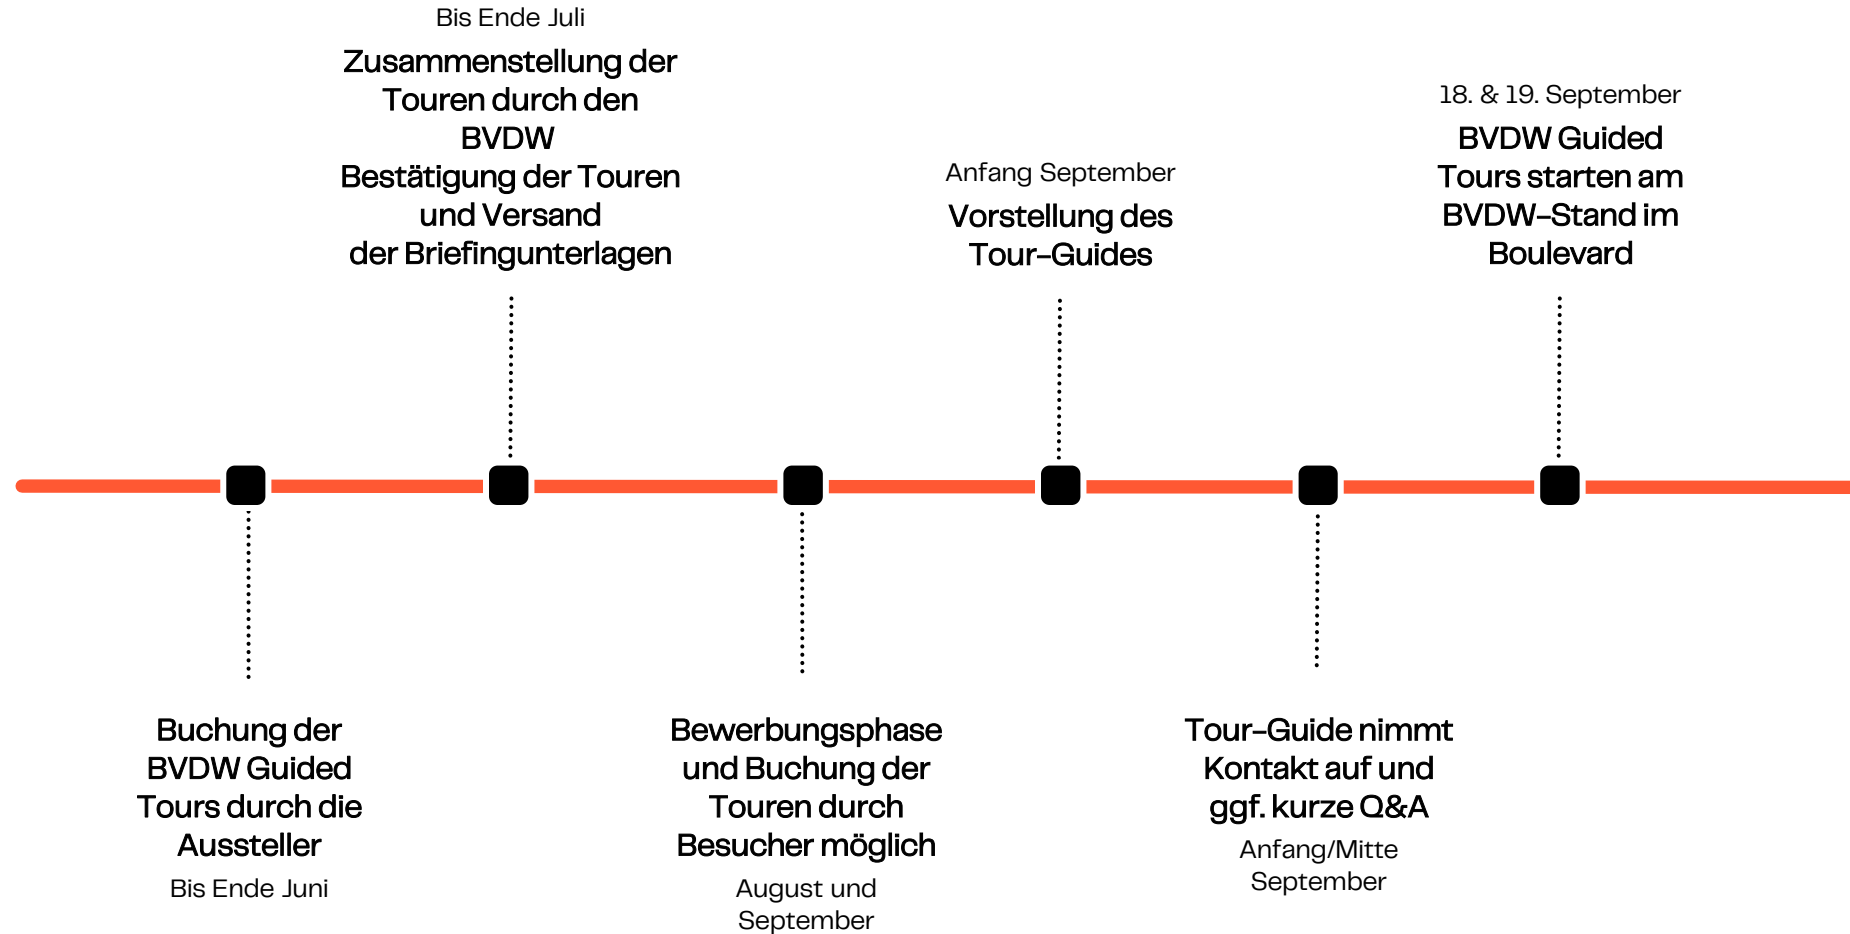 Bis Ende Juli
Zusammenstellung der
Touren durch den
BVDW
Bestätigung der Touren
und Versand
der Briefingunterlagen
Anfang September
Vorstellung des
Tour-Guides
18. & 19. September
BVDW Guided
Tours starten am
BVDW-Stand im
Boulevard
Buchung der
BVDW Guided
Tours durch die
Aussteller
Bis Ende Juni
Bewerbungsphase
und Buchung der
Touren durch
Besucher möglich
August und
September
Tour-Guide nimmt
Kontakt auf und
ggf. kurze Q&A
Anfang/Mitte
September